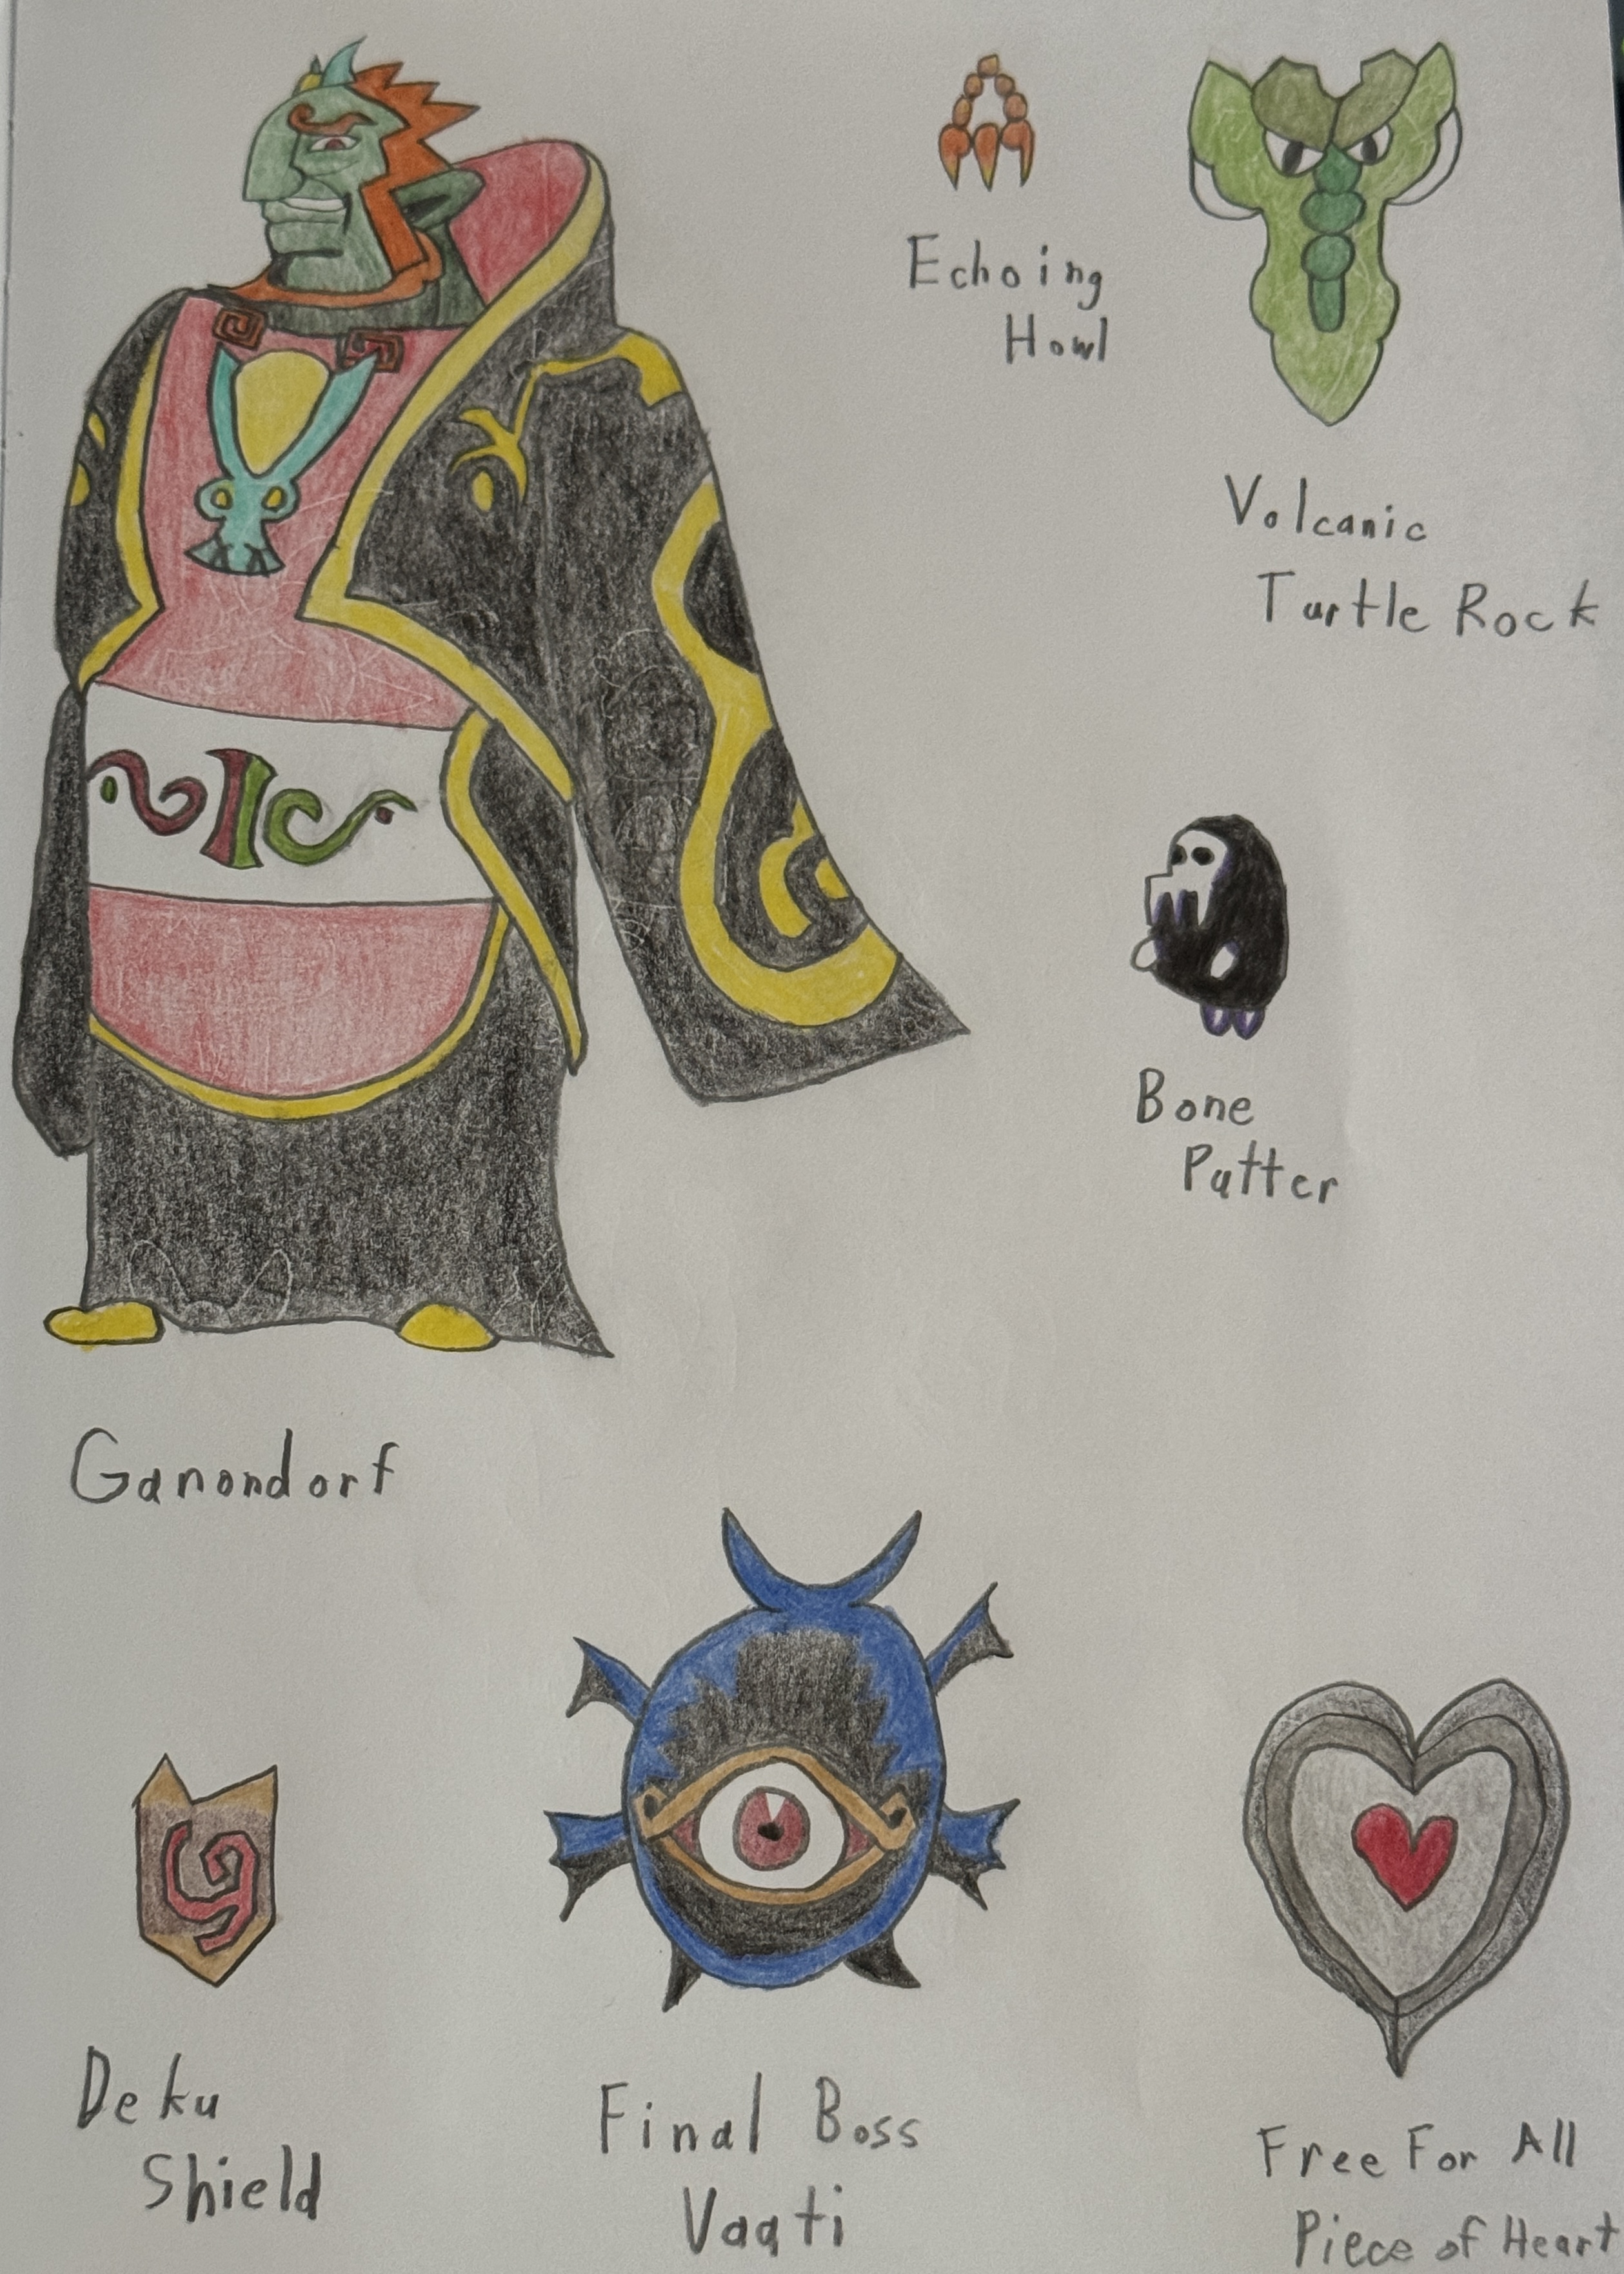 Echoing
Howl
Volcanic
Turtle Rock
Bone
Putter
Ganondorf
Deku
Shield
Final Boss
Vaati
Free For All
Piece of Heart